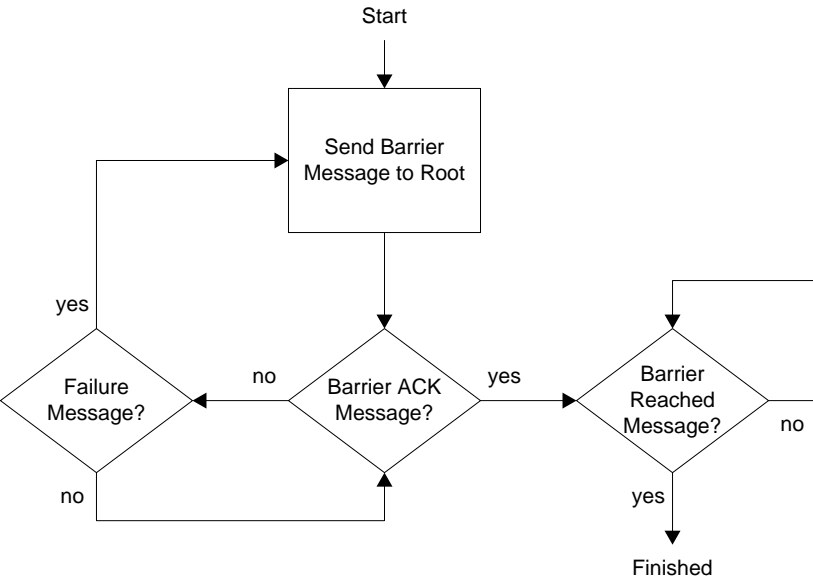 Start
Send Barrier
Message to Root
yes
Failure
Message?
no
Barrier ACK
Message?
yes
Barrier
Reached
Message?
no
no
yes
Finished